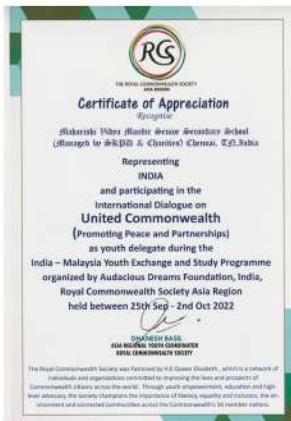 RCS
THE ROYAL COMMONWEALTH SOCIETY
ASIA REGION
Certificate of Appreciation
Recognise
Maharishi Vidya Mandir Senior Secondary School
(Managed by SKPD & Charities) Chennai, TN,India
Representing
INDIA
and participating in the
International Dialogue on
United Commonwealth
(Promoting Peace and Partnerships)
as youth delegate during the
India – Malaysia Youth Exchange and Study Programme
organized by Audacious Dreams Foundation, India,
Royal Commonwealth Society Asia Region
held between 25th Sep - 2nd Oct 2022
DHANESH BASIL
ASIA REGIONAL YOUTH COORDINATOR
ROYAL COMMONWEALTH SOCIETY
The Royal Commonwealth Society was Patroned by H.E Queen Elizabeth, which is a network of
individuals and organisations committed to improving the lives and prospects of
Commonwealth citizens across the world. Through youth empowerment, education and high-
level advocacy, the Society champions the importance of literacy, equality and inclusion, the en-
vironment and connected communities across the Commonwealth's 56 member nations.